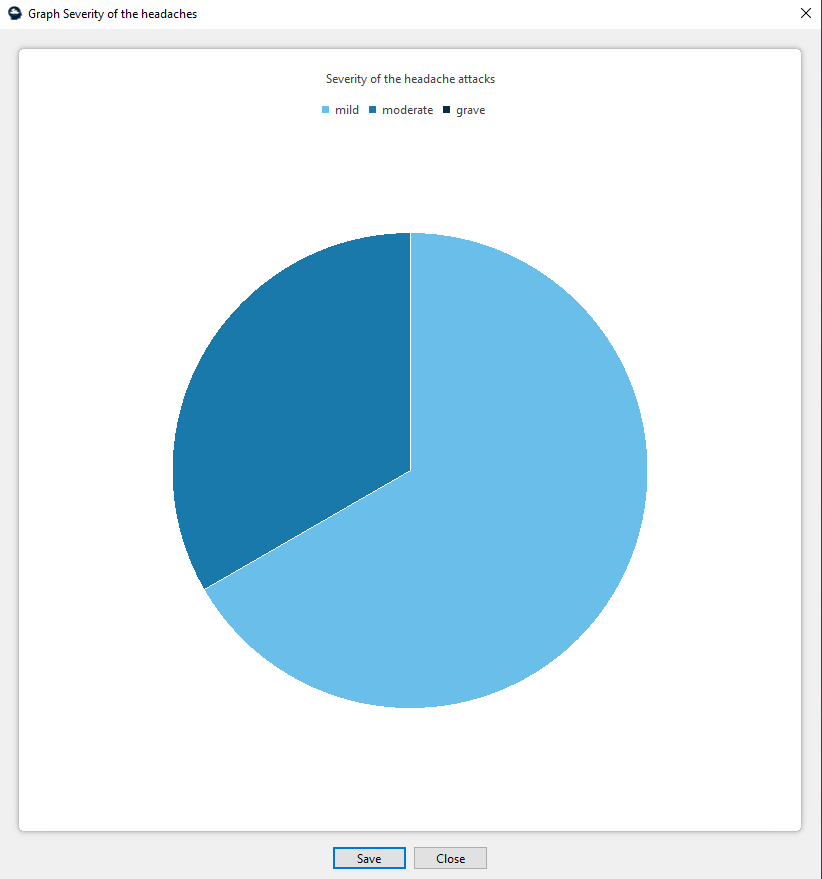 Graph Severity of the headaches
Severity of the headache attacks
mild moderate grave
Save Close